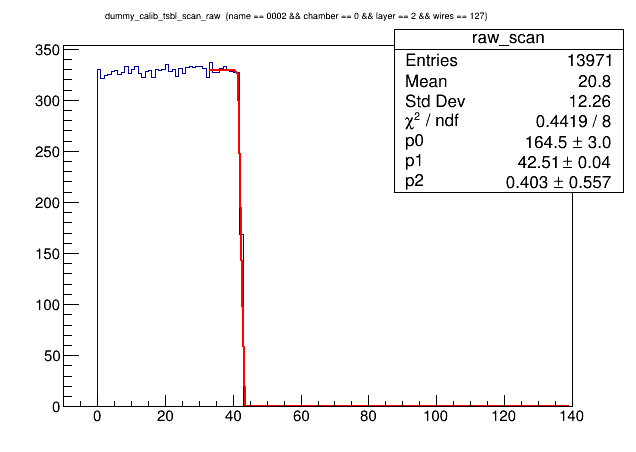 dummy_calib_tsbl_scan_raw (name == 0002 && chamber == 0 && layer == 2 && wires == 127)
raw_scan
Entries 13971
Mean 20.8
Std Dev 12.26
χ² / ndf 0.4419 / 8
p0 164.5 ± 3.0
p1 42.51 ± 0.04
p2 0.403 ± 0.557
350
300
250
200
150
100
50
0
0 20 40 60 80 100 120 140